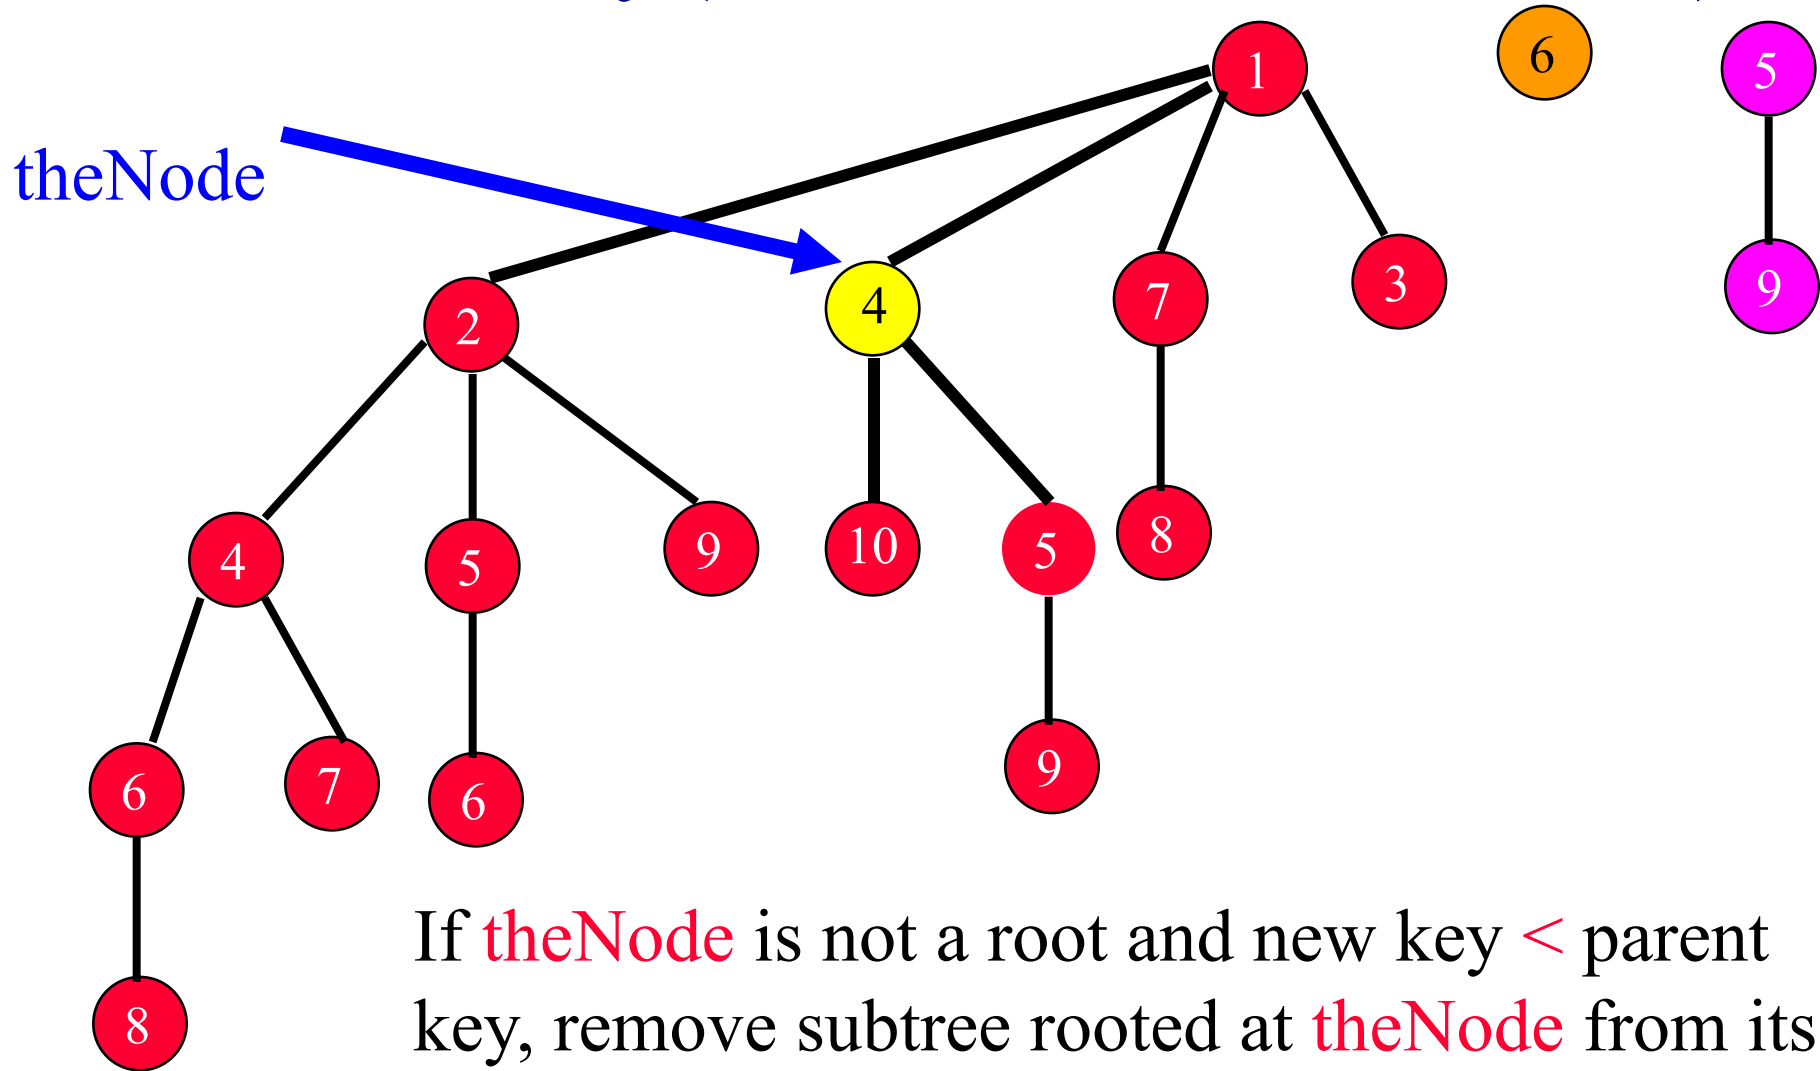 1 6 5
theNode
2 4 7 3 9
4 5 9 10 5 8
6 7 6 9
8
If theNode is not a root and new key < parent
key, remove subtree rooted at theNode from its